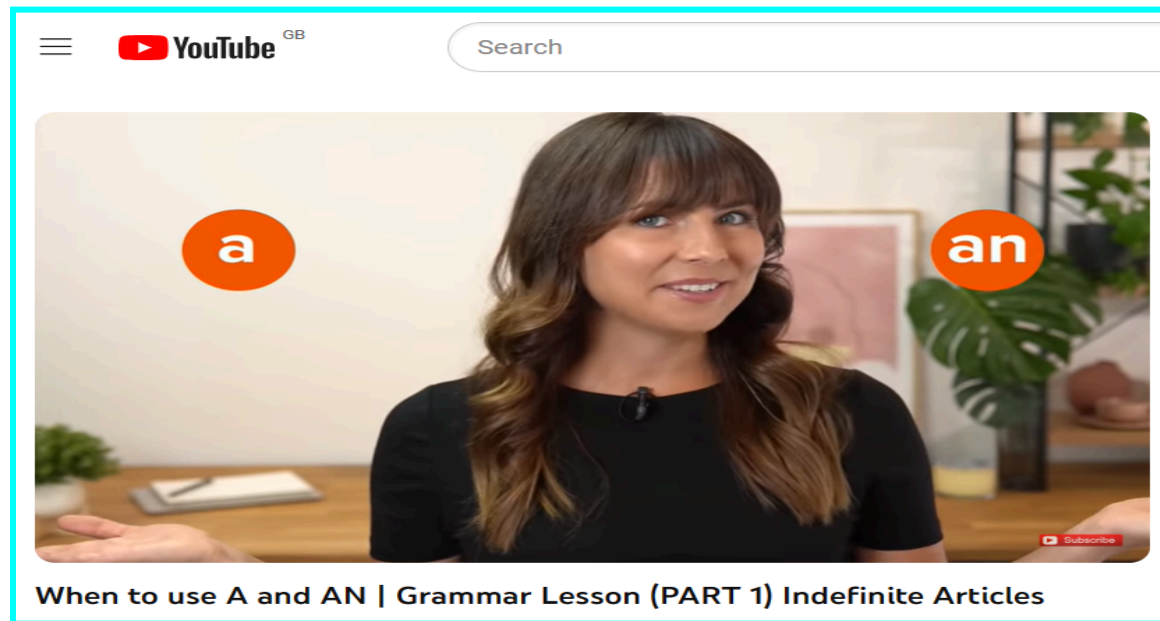 YouTube GB
Search
a
an
Subscribe
When to use A and AN | Grammar Lesson (PART 1) Indefinite Articles